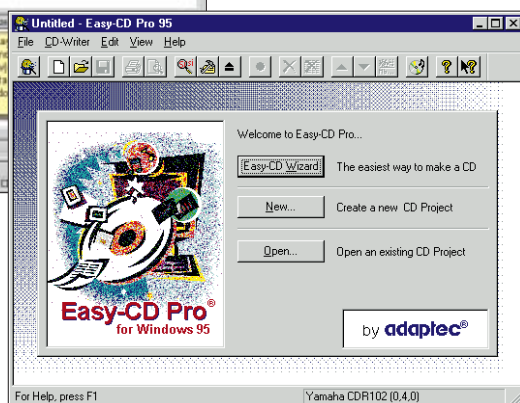 Untitled - Easy-CD Pro 95
File CD-Writer Edit View Help
Welcome to Easy-CD Pro...
Easy-CD Wizard The easiest way to make a CD
New... Create a new CD Project
Open... Open an existing CD Project
Easy-CD Pro®
for Windows 95
by adaptec®
For Help, press F1 Yamaha CDR102 (0,4,0)